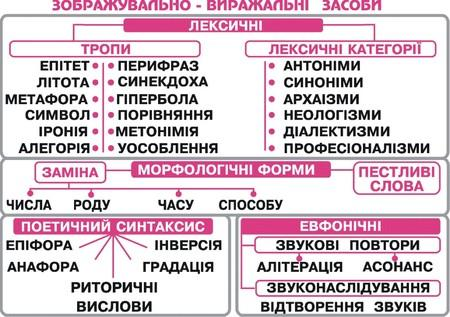 ЗОБРАЖУВАЛЬНО - ВИРАЖАЛЬНІ ЗАСОБИ
ЛЕКСИЧНІ
ТРОПИ
ЕПІТЕТ • • ПЕРИФРАЗ
ЛІТОТА • • СИНЕКДОХА
МЕТАФОРА • • ГІПЕРБОЛА
СИМВОЛ • • ПОРІВНЯННЯ
ІРОНІЯ • • МЕТОНІМІЯ
АЛЕГОРІЯ • • УОСОБЛЕННЯ
ЛЕКСИЧНІ КАТЕГОРІЇ
• АНТОНІМИ
• СИНОНІМИ
• АРХАЇЗМИ
• НЕОЛОГІЗМИ
• ДІАЛЕКТИЗМИ
• ПРОФЕСІОНАЛІЗМИ
МОРФОЛОГІЧНІ ФОРМИ
ЗАМІНА
ЧИСЛА РОДУ ЧАСУ СПОСОБУ
ПЕСТЛИВІ
СЛОВА
ПОЕТИЧНИЙ СИНТАКСИС
ЕПІФОРА ІНВЕРСІЯ
АНАФОРА ГРАДАЦІЯ
РИТОРИЧНІ
ВИСЛОВИ
ЕВФОНІЧНІ
ЗВУКОВІ ПОВТОРИ
АЛІТЕРАЦІЯ АСОНАНС
ЗВУКОНАСЛІДУВАННЯ
ВІДТВОРЕННЯ ЗВУКІВ